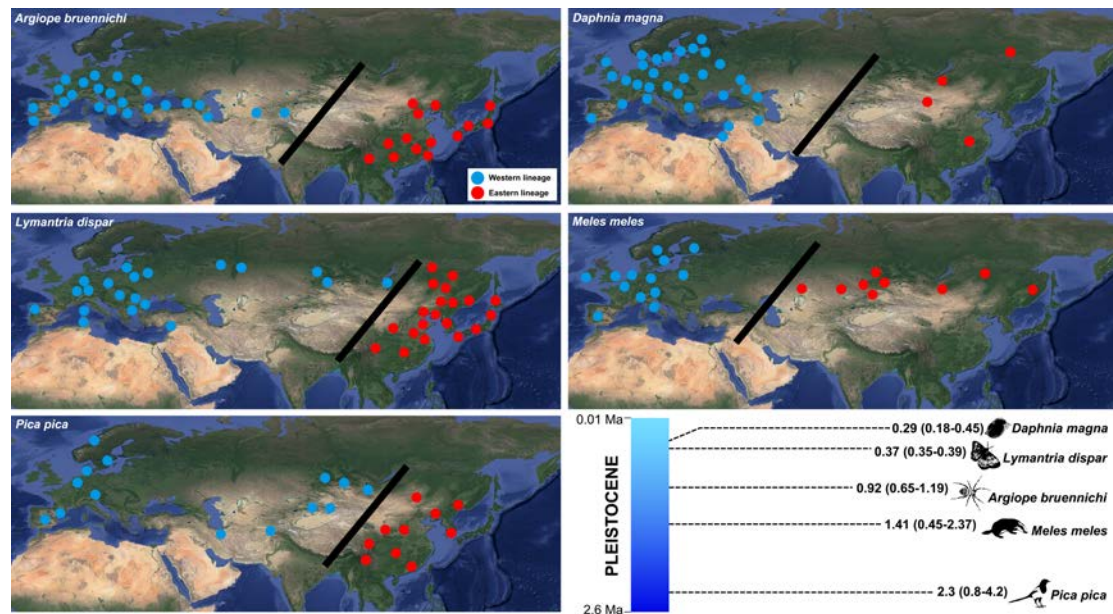 Argiope bruennichi
Western lineage
Eastern lineage
Daphnia magna
Lymantria dispar
Meles meles
Pica pica
PLEISTOCENE
0.01 Ma
2.6 Ma
0.29 (0.18-0.45)
Daphnia magna
0.37 (0.35-0.39)
Lymantria dispar
0.92 (0.65-1.19)
Argiope bruennichi
1.41 (0.45-2.37)
Meles meles
2.3 (0.8-4.2)
Pica pica